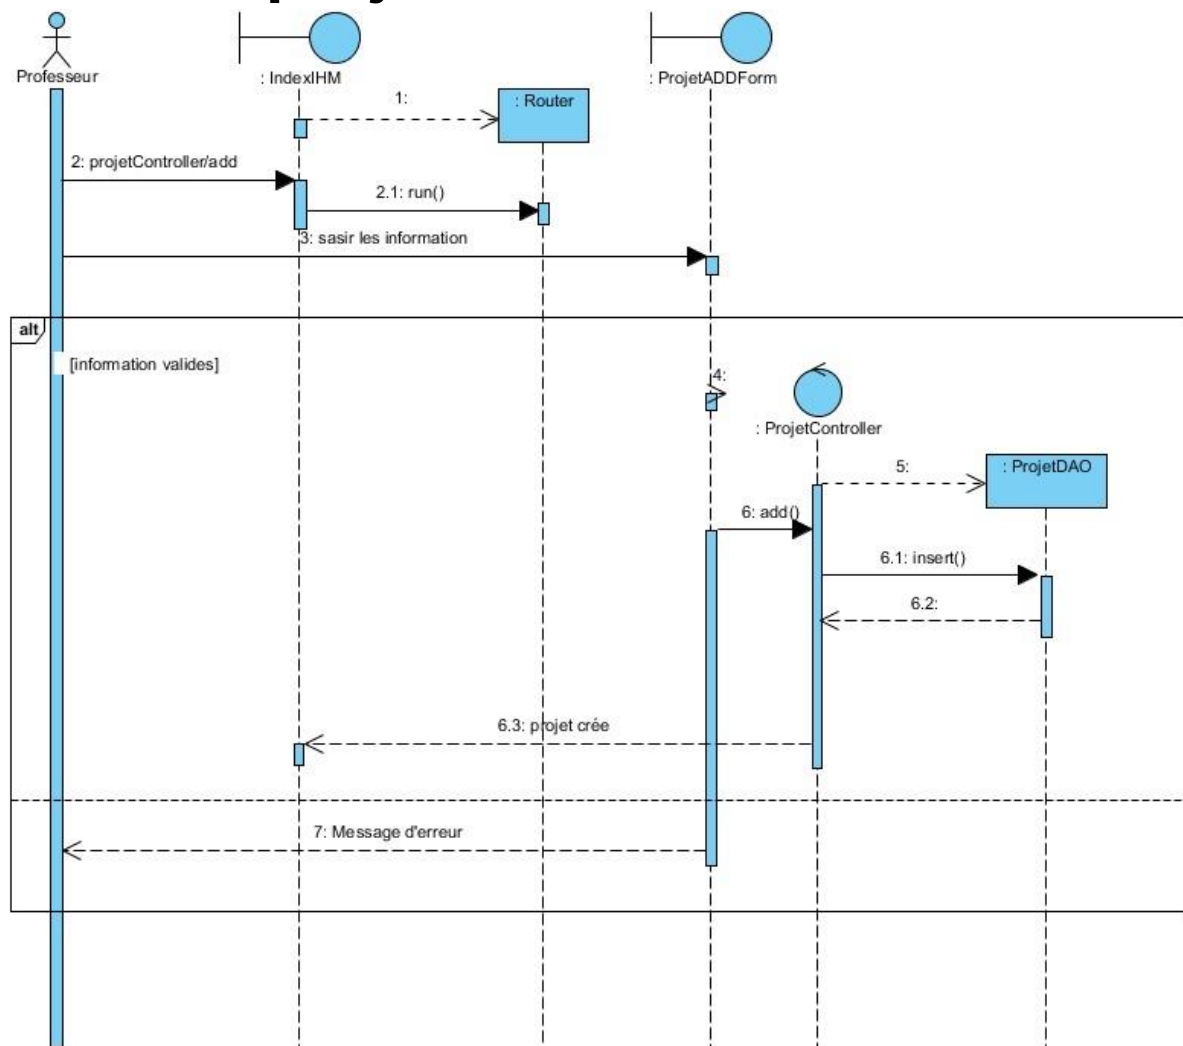 Professeur
: IndexIHM
: ProjetADDForm
1:
: Router
2: projetController/add
2.1: run()
3: sasir les information
alt
[information valides]
4:
: ProjetController
5:
: ProjetDAO
6: add()
6.1: insert()
6.2:
6.3: projet crée
7: Message d'erreur